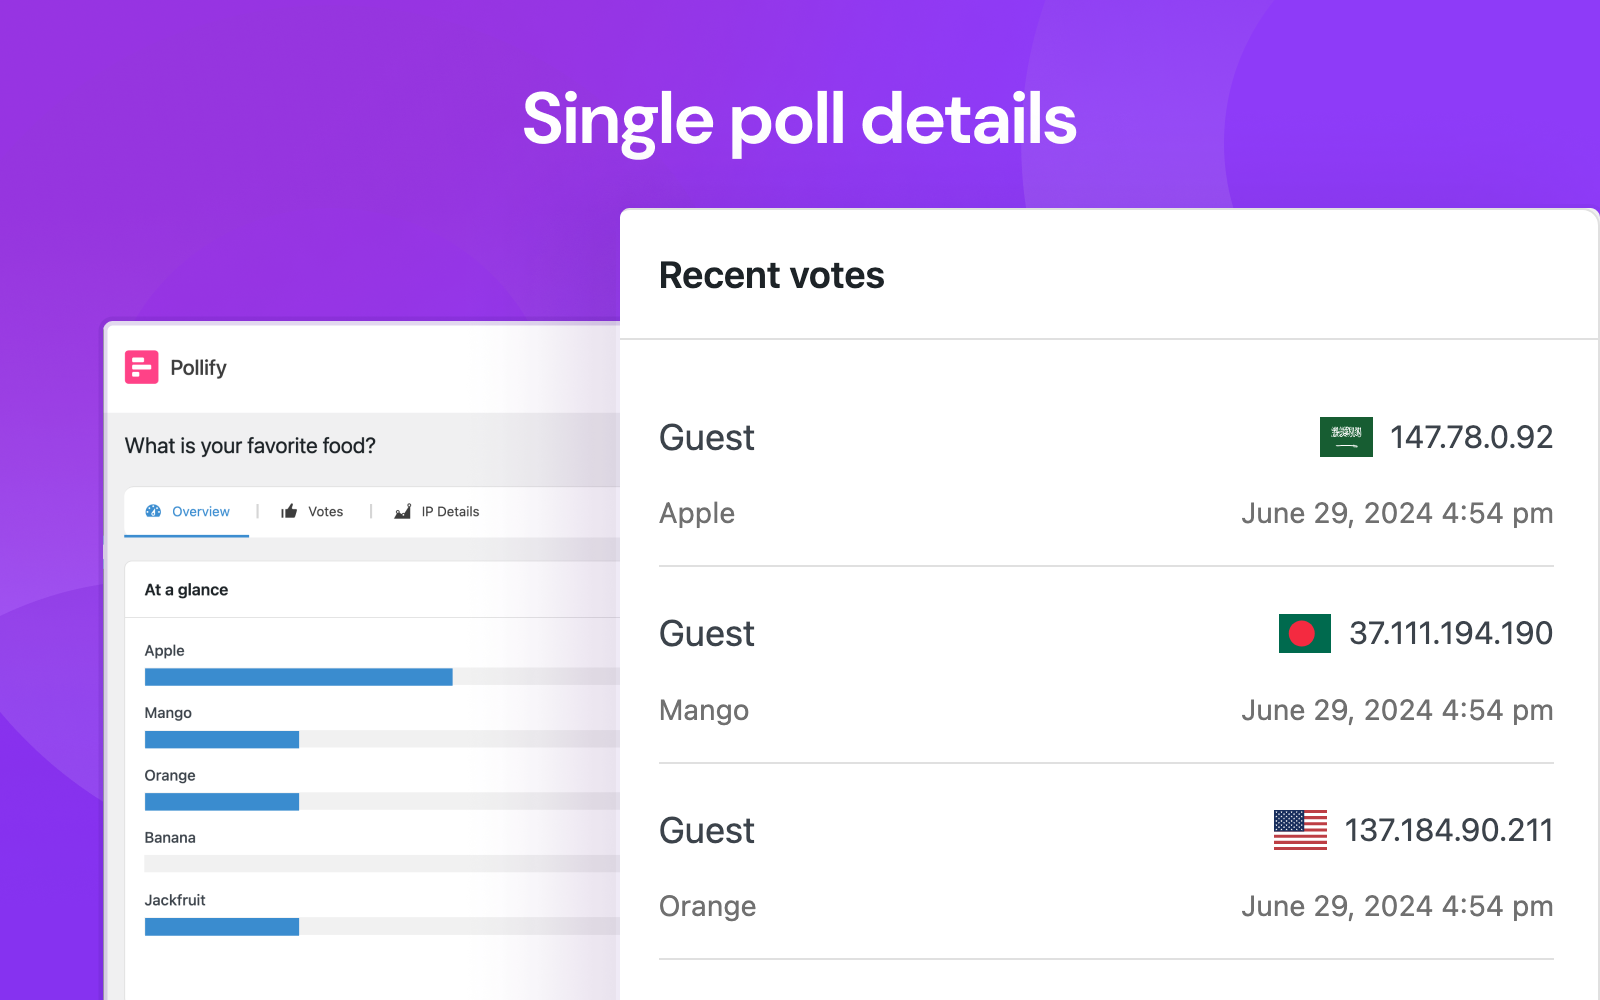 Single poll details
Pollify
What is your favorite food?
Overview | Votes | IP Details
At a glance
Apple
Mango
Orange
Banana
Jackfruit
Recent votes
Guest 147.78.0.92
Apple June 29, 2024 4:54 pm
Guest 37.111.194.190
Mango June 29, 2024 4:54 pm
Guest 137.184.90.211
Orange June 29, 2024 4:54 pm